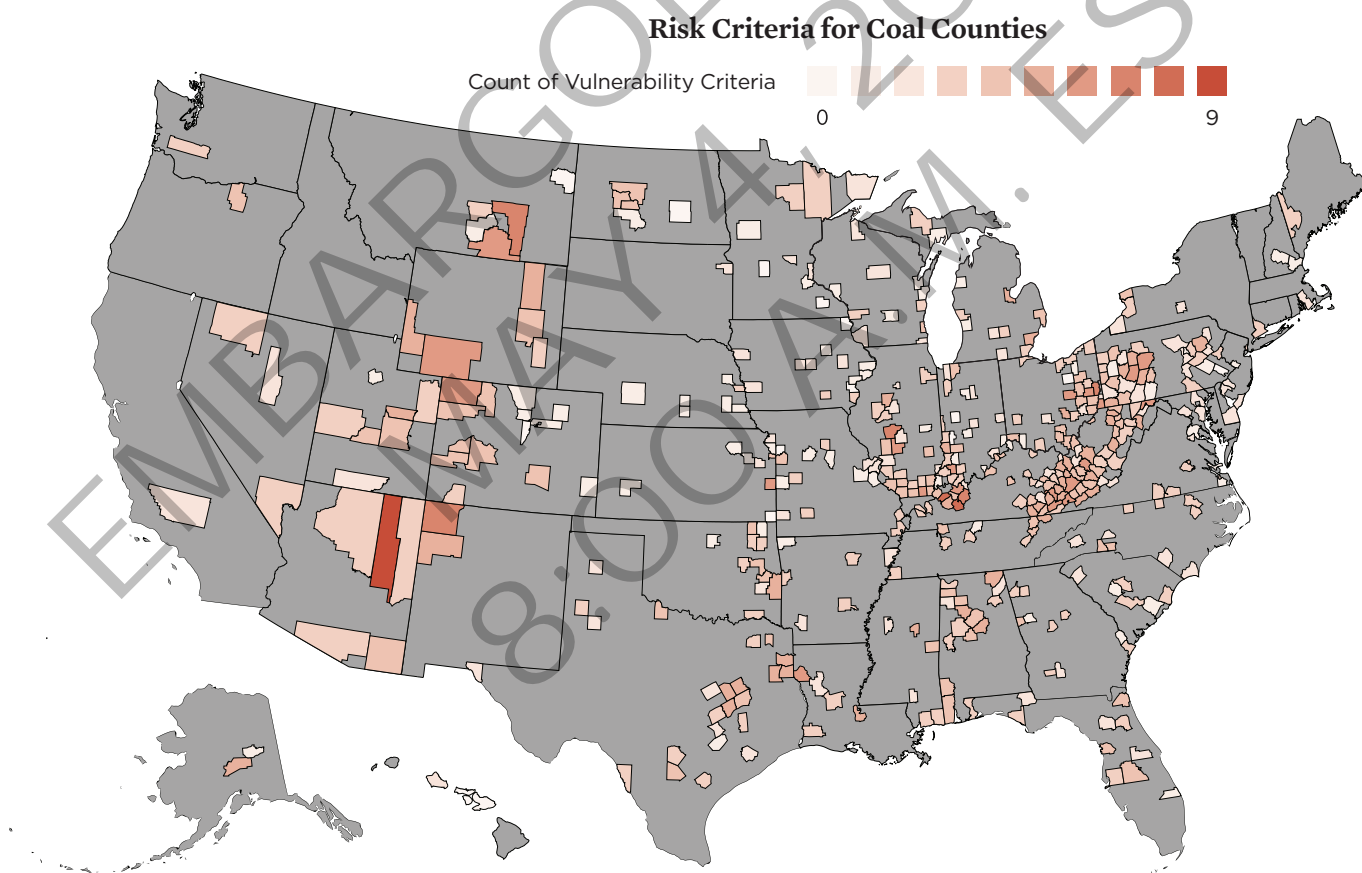 Risk Criteria for Coal Counties
Count of Vulnerability Criteria
0
9
EMBARGO
MAY 4, 20
8:00 A.M. ES